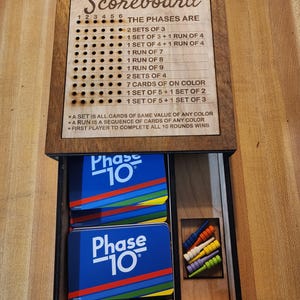 Scoreboard
1 2 3 4 5 6
THE PHASES ARE
2 SETS OF 3
1 SET OF 3 + 1 RUN OF 4
1 SET OF 4 + 1 RUN OF 4
1 RUN OF 7
1 RUN OF 8
1 RUN OF 9
2 SETS OF 4
7 CARDS OF ON COLOR
1 SET OF 5 + 1 SET OF 2
1 SET OF 5 + 1 SET OF 3
• A SET IS ALL CARDS OF SAME VALUE OF ANY COLOR
• A RUN IS A SEQUENCE OF CARDS OF ANY COLOR
• FIRST PLAYER TO COMPLETE ALL 10 ROUNDS WINS
Phase
10
Phase
10